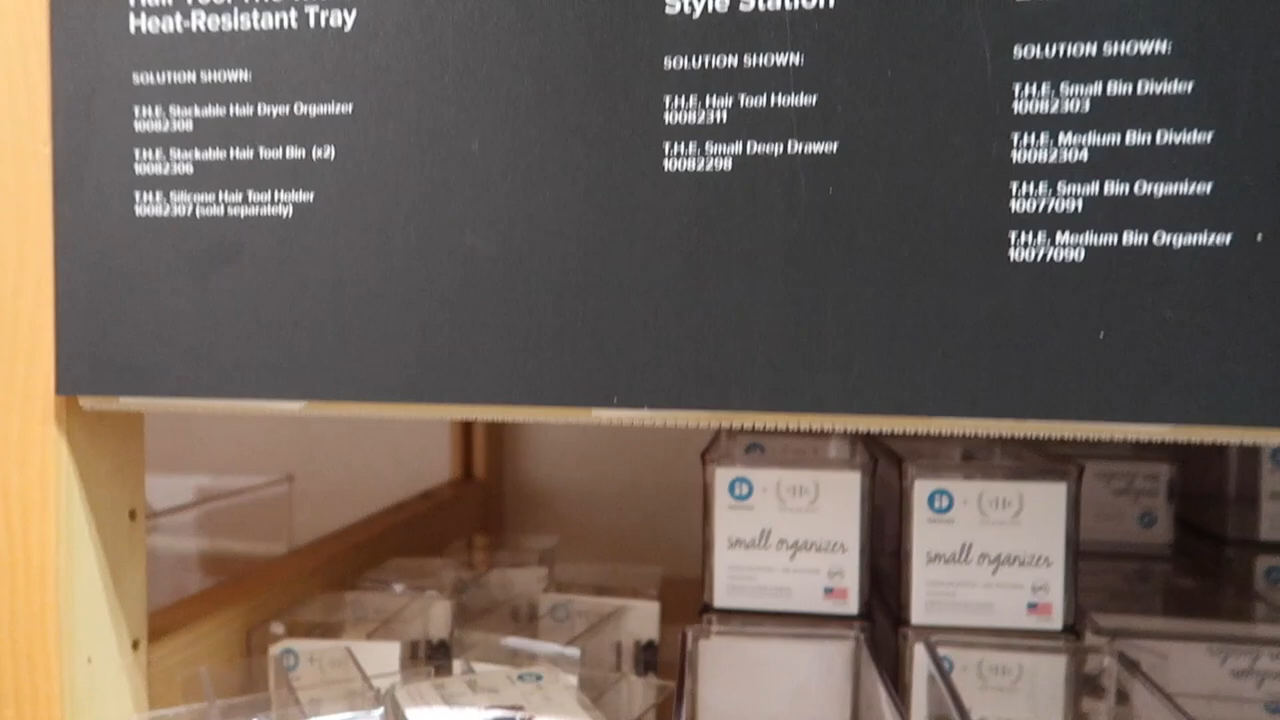 Heat-Resistant Tray
SOLUTION SHOWN:
T.H.E. Stackable Hair Dryer Organizer
10082308
T.H.E. Stackable Hair Tool Bin (x2)
10082306
T.H.E. Silicone Hair Tool Holder
10082307 (sold separately)
Style Station
SOLUTION SHOWN:
T.H.E. Hair Tool Holder
10082311
T.H.E. Small Deep Drawer
10082298
SOLUTION SHOWN:
T.H.E. Small Bin Divider
10082303
T.H.E. Medium Bin Divider
10082304
T.H.E. Small Bin Organizer
10077091
T.H.E. Medium Bin Organizer
10077090
small organizer
small organizer